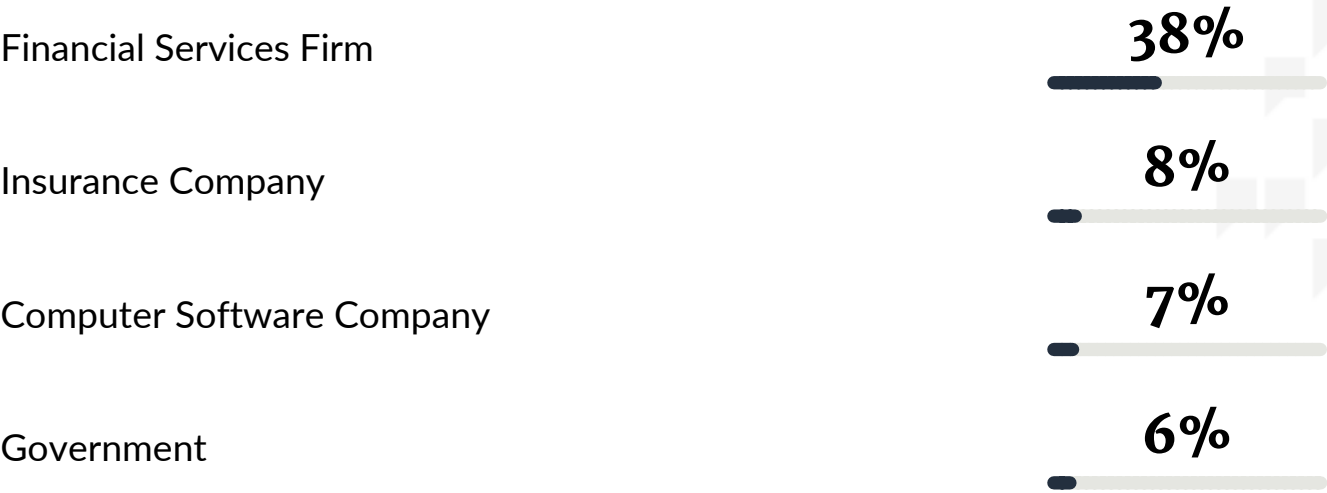 Financial Services Firm 38%
Insurance Company 8%
Computer Software Company 7%
Government 6%